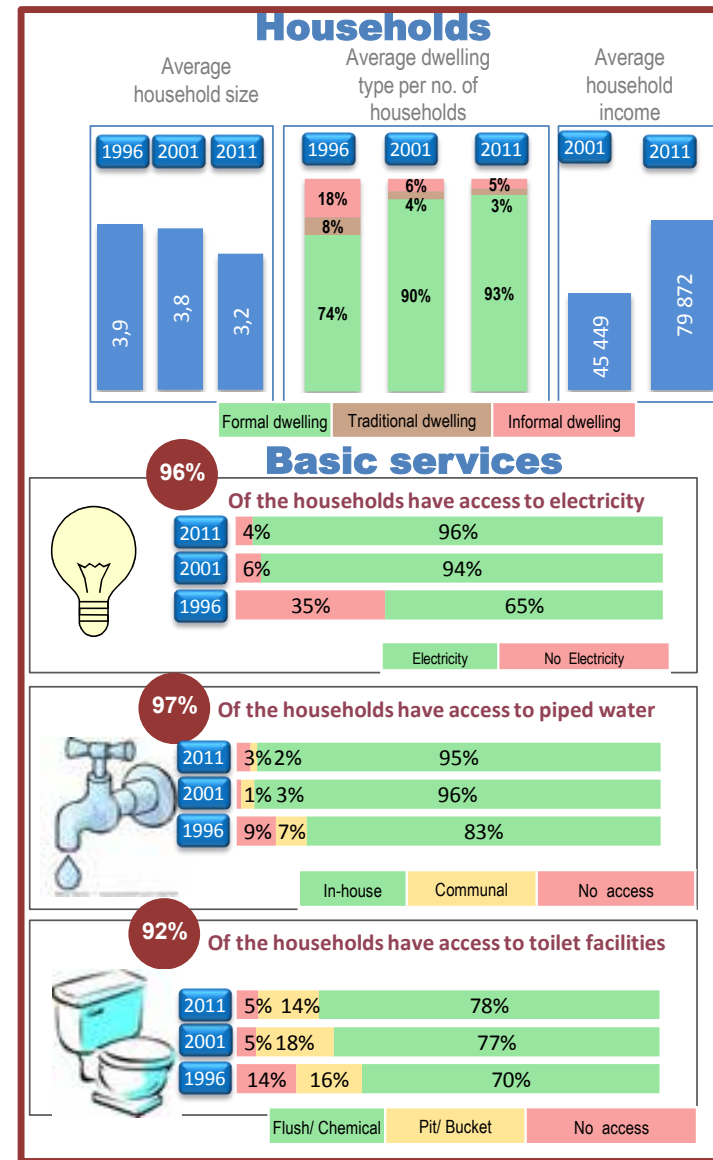 Households
Average
household size
Average dwelling
type per no. of
households
Average
household
income
1996 2001 2011
3,9 3,8 3,2
1996 2001 2011
18% 6% 5%
8% 4% 3%
74% 90% 93%
2001 2011
45 449 79 872
Formal dwelling Traditional dwelling Informal dwelling
Basic services
96%
Of the households have access to electricity
2011 4% 96%
2001 6% 94%
1996 35% 65%
Electricity No Electricity
97%
Of the households have access to piped water
2011 3% 2% 95%
2001 1% 3% 96%
1996 9% 7% 83%
In-house Communal No access
92%
Of the households have access to toilet facilities
2011 5% 14% 78%
2001 5% 18% 77%
1996 14% 16% 70%
Flush/ Chemical Pit/ Bucket No access